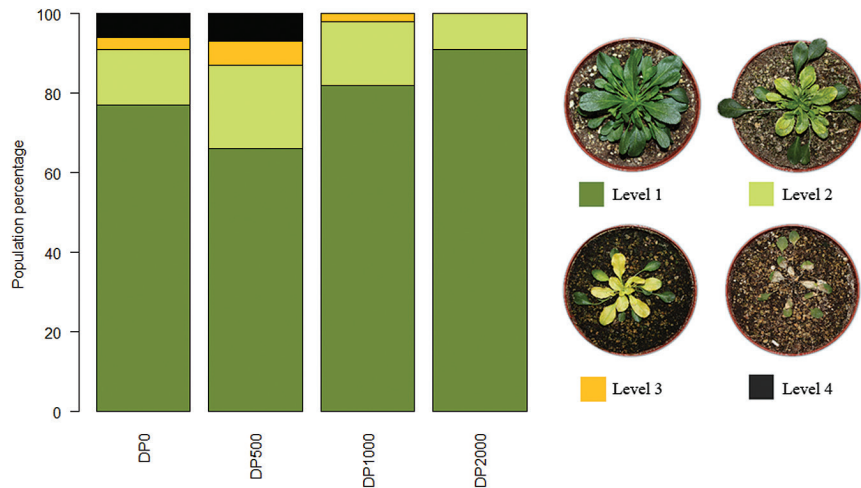 Population percentage
100
80
60
40
20
0
DP0
DP500
DP1000
DP2000
Level 1
Level 2
Level 3
Level 4